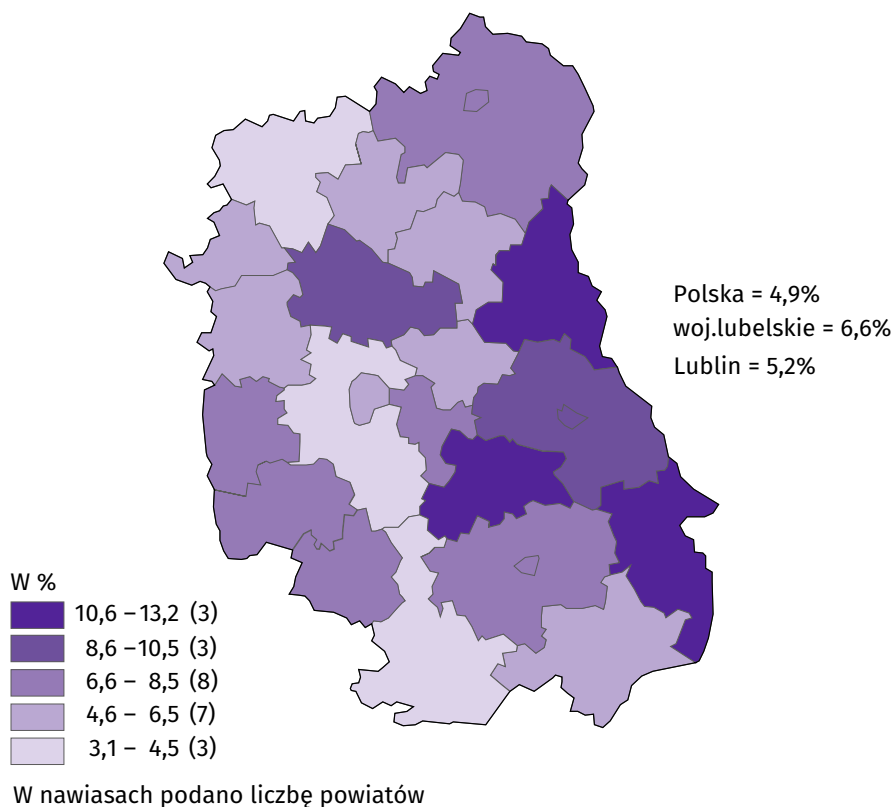 Polska = 4,9%
woj.lubelskie = 6,6%
Lublin = 5,2%
W %
10,6 – 13,2 (3)
8,6 – 10,5 (3)
6,6 – 8,5 (8)
4,6 – 6,5 (7)
3,1 – 4,5 (3)
W nawiasach podano liczbę powiatów